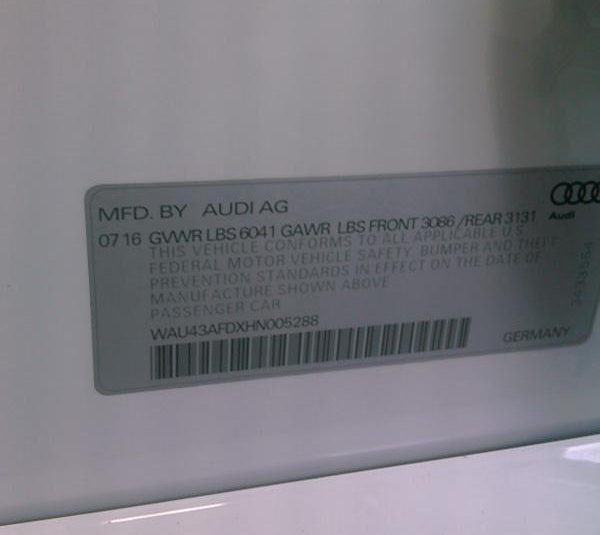 MFD. BY AUDI AG
Audi
07 16 GVWR LBS 6041 GAWR LBS FRONT 3086 /REAR 3131
THIS VEHICLE CONFORMS TO ALL APPLICABLE U.S
FEDERAL MOTOR VEHICLE SAFETY, BUMPER AND THEFT
PREVENTION STANDARDS IN EFFECT ON THE DATE OF
MANUFACTURE SHOWN ABOVE
PASSENGER CAR
WAU43AFDXHN005288
GERMANY